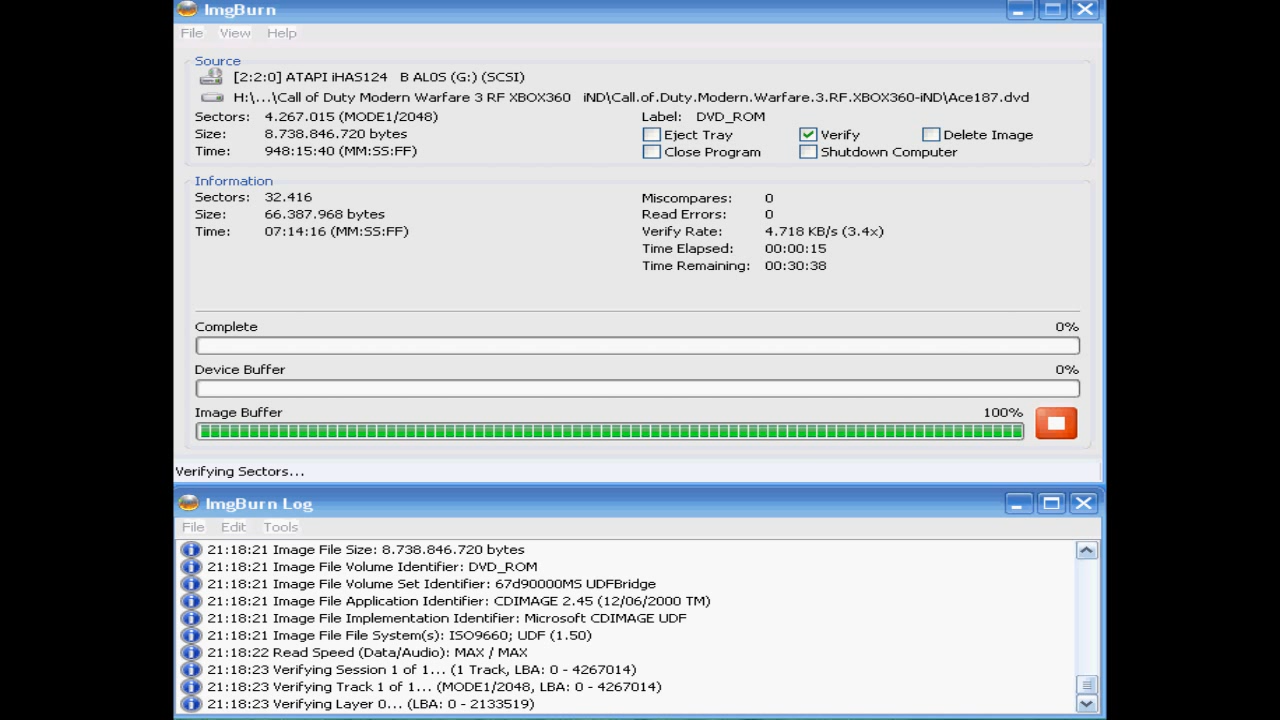 ImgBurn
File View Help
Source
[2:2:0] ATAPI iHAS124 B AL0S (G:) (SCSI)
H:\...\Call of Duty Modern Warfare 3 RF XBOX360 iND\Call.of.Duty.Modern.Warfare.3.RF.XBOX360-iND\Ace187.dvd
Sectors: 4.267.015 (MODE1/2048) Label: DVD_ROM
Size: 8.738.846.720 bytes Eject Tray Verify Delete Image
Time: 948:15:40 (MM:SS:FF) Close Program Shutdown Computer
Information
Sectors: 32.416 Miscompares: 0
Size: 66.387.968 bytes Read Errors: 0
Time: 07:14:16 (MM:SS:FF) Verify Rate: 4.718 KB/s (3.4x)
Time Elapsed: 00:00:15
Time Remaining: 00:30:38
Complete 0%
Device Buffer 0%
Image Buffer 100%
Verifying Sectors...
ImgBurn Log
File Edit Tools
21:18:21 Image File Size: 8.738.846.720 bytes
21:18:21 Image File Volume Identifier: DVD_ROM
21:18:21 Image File Volume Set Identifier: 67d90000MS UDFBridge
21:18:21 Image File Application Identifier: CDIMAGE 2.45 (12/06/2000 TM)
21:18:21 Image File Implementation Identifier: Microsoft CDIMAGE UDF
21:18:21 Image File File System(s): ISO9660; UDF (1.50)
21:18:22 Read Speed (Data/Audio): MAX / MAX
21:18:23 Verifying Session 1 of 1... (1 Track, LBA: 0 - 4267014)
21:18:23 Verifying Track 1 of 1... (MODE1/2048, LBA: 0 - 4267014)
21:18:23 Verifying Layer 0... (LBA: 0 - 2133519)